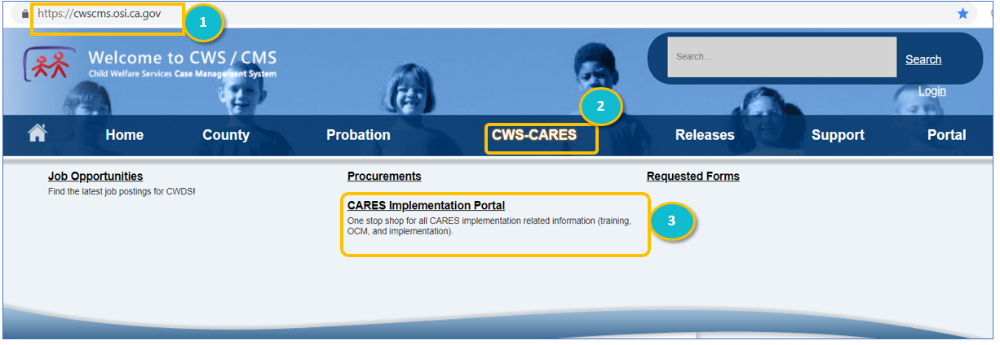 https://cwscms.osi.ca.gov
1
Welcome to CWS / CMS
Child Welfare Services Case Management System
Search...
Search
Login
2
Home
County
Probation
CWS-CARES
Releases
Support
Portal
Job Opportunities
Find the latest job postings for CWDS!
Procurements
Requested Forms
CARES Implementation Portal
One stop shop for all CARES implementation related information (training,
OCM, and implementation).
3